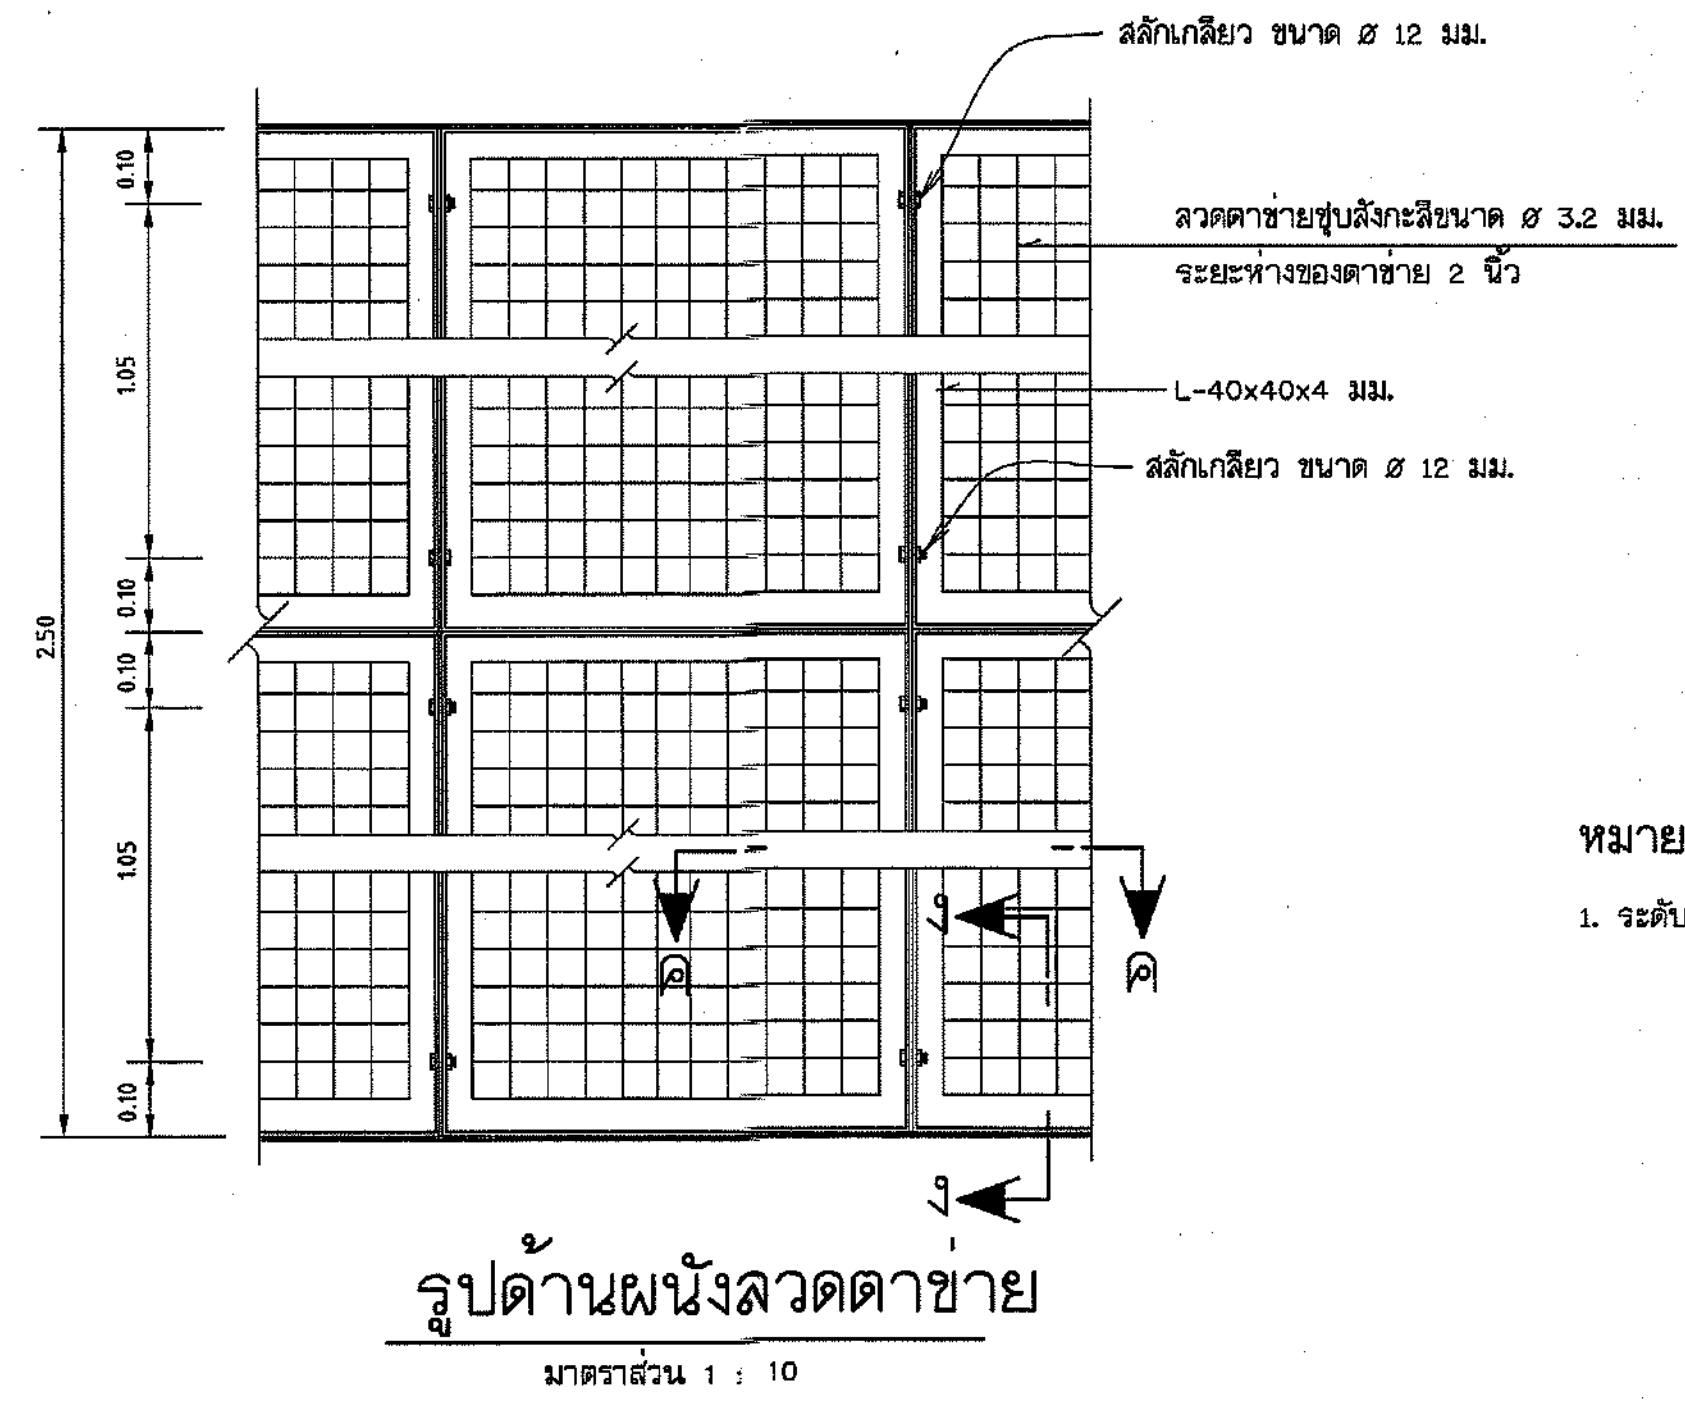 สลักเกลียว ขนาด Ø 12 มม.
ลวดตาข่ายชุบสังกะสีขนาด Ø 3.2 มม.
ระยะห่างของตาข่าย 2 นิ้ว
L-40x40x4 มม.
สลักเกลียว ขนาด Ø 12 มม.
0.10
1.05
0.10
2.50
0.10
1.05
0.10
หมาย
1. ระดับ
ง
ค
ค
ง
รูปด้านผนังลวดตาข่าย
มาตราส่วน 1 : 10